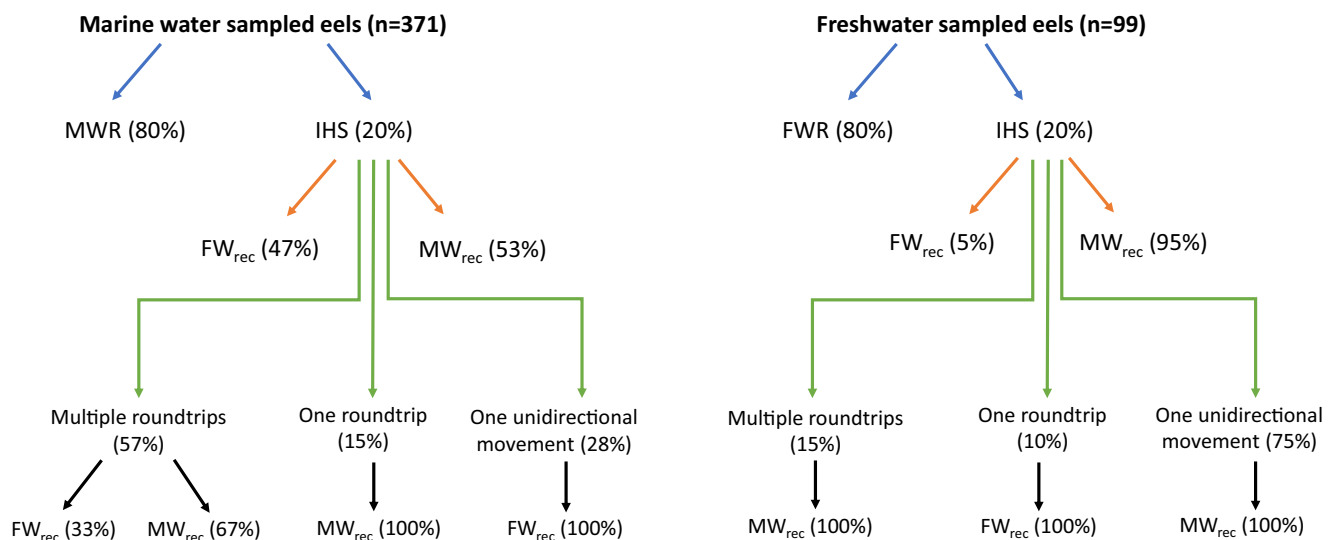 Marine water sampled eels (n=371)
MWR (80%)
IHS (20%)
FWrec (47%)
MWrec (53%)
Multiple roundtrips
(57%)
One roundtrip
(15%)
One unidirectional
movement (28%)
FWrec (33%)
MWrec (67%)
MWrec (100%)
FWrec (100%)
Freshwater sampled eels (n=99)
FWR (80%)
IHS (20%)
FWrec (5%)
MWrec (95%)
Multiple roundtrips
(15%)
One roundtrip
(10%)
One unidirectional
movement (75%)
MWrec (100%)
FWrec (100%)
MWrec (100%)